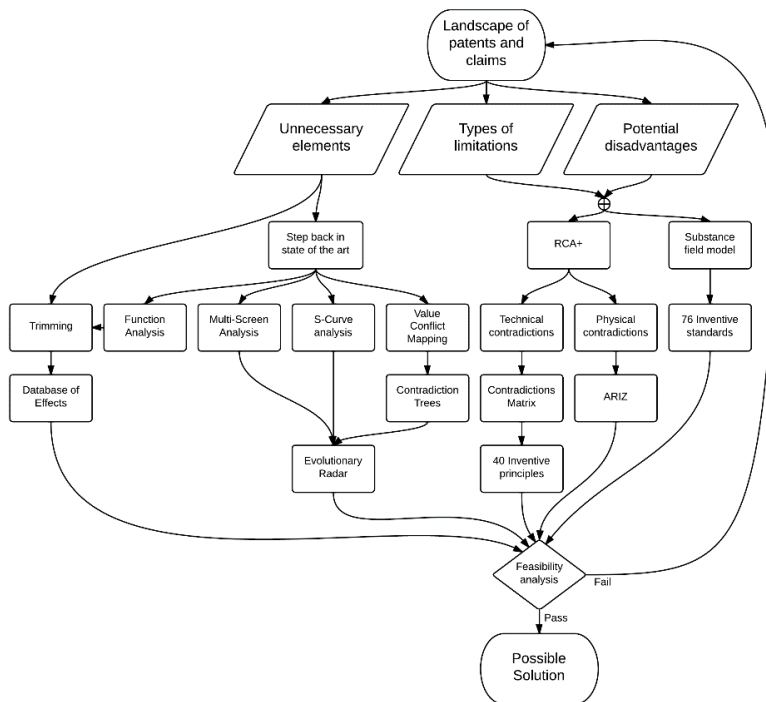 Landscape of
patents and
claims
Unnecessary
elements
Types of
limitations
Potential
disadvantages
Step back in
state of the art
RCA+
Substance
field model
Trimming
Function
Analysis
Multi-Screen
Analysis
S-Curve
analysis
Value
Conflict
Mapping
Technical
contradictions
Physical
contradictions
76 Inventive
standards
Database of
Effects
Contradiction
Trees
Contradictions
Matrix
ARIZ
Evolutionary
Radar
40 Inventive
principles
Feasibility
analysis
Fail
Pass
Possible
Solution